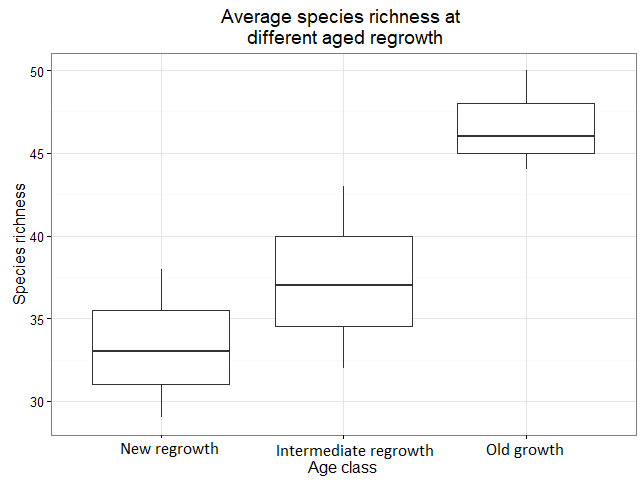 Average species richness at
different aged regrowth
Species richness
50
45
40
35
30
New regrowth
Intermediate regrowth
Old growth
Age class